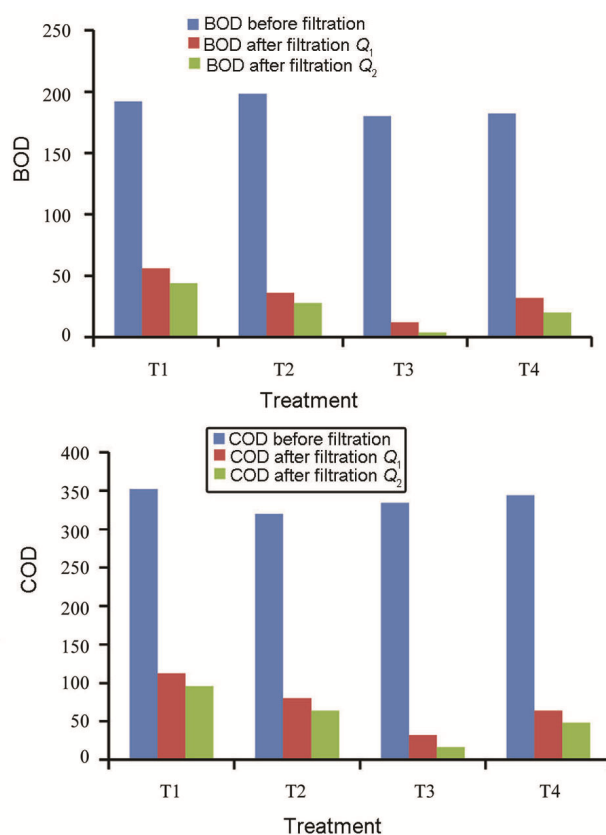 BOD before filtration
BOD after filtration Q₁
BOD after filtration Q₂
250
200
150
100
50
0
BOD
T1 T2 T3 T4
Treatment
COD before filtration
COD after filtration Q₁
COD after filtration Q₂
400
350
300
250
200
150
100
50
0
COD
T1 T2 T3 T4
Treatment